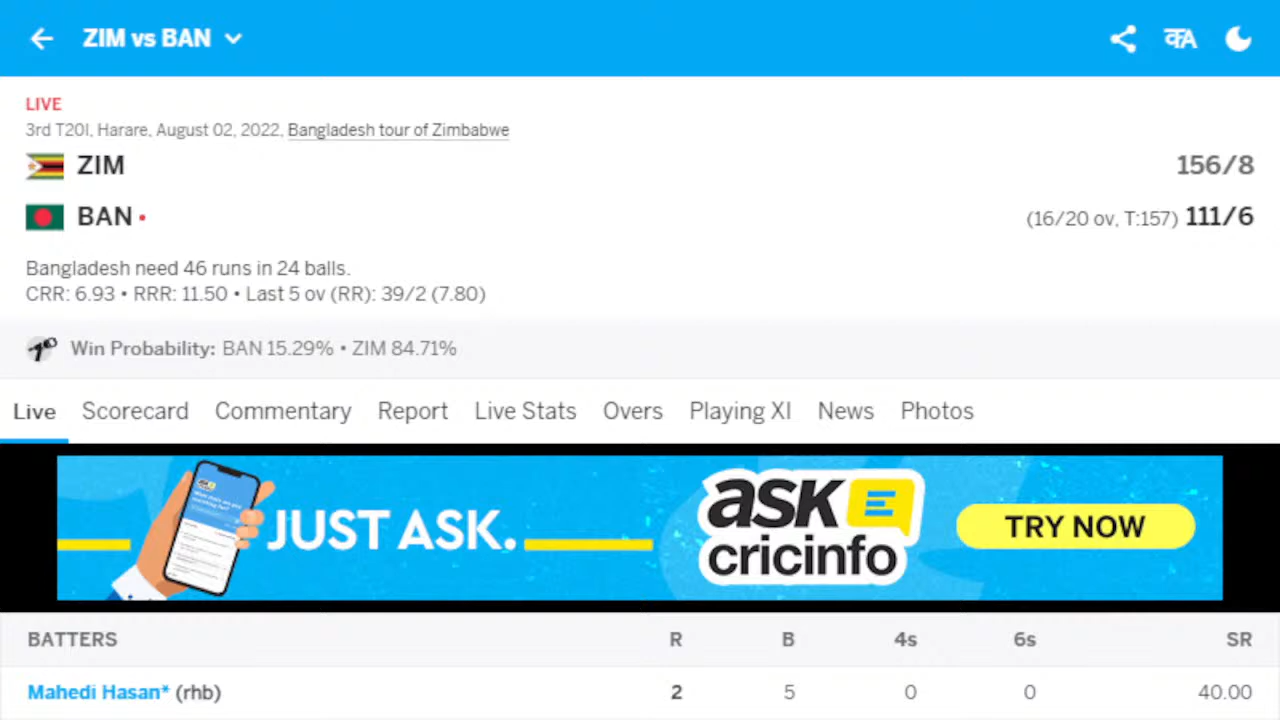 ZIM vs BAN
कA
LIVE
3rd T20I, Harare, August 02, 2022, Bangladesh tour of Zimbabwe
ZIM 156/8
BAN • (16/20 ov, T:157) 111/6
Bangladesh need 46 runs in 24 balls.
CRR: 6.93 • RRR: 11.50 • Last 5 ov (RR): 39/2 (7.80)
Win Probability: BAN 15.29% • ZIM 84.71%
Live Scorecard Commentary Report Live Stats Overs Playing XI News Photos
JUST ASK.
ask
cricinfo
TRY NOW
BATTERS R B 4s 6s SR
Mahedi Hasan* (rhb) 2 5 0 0 40.00